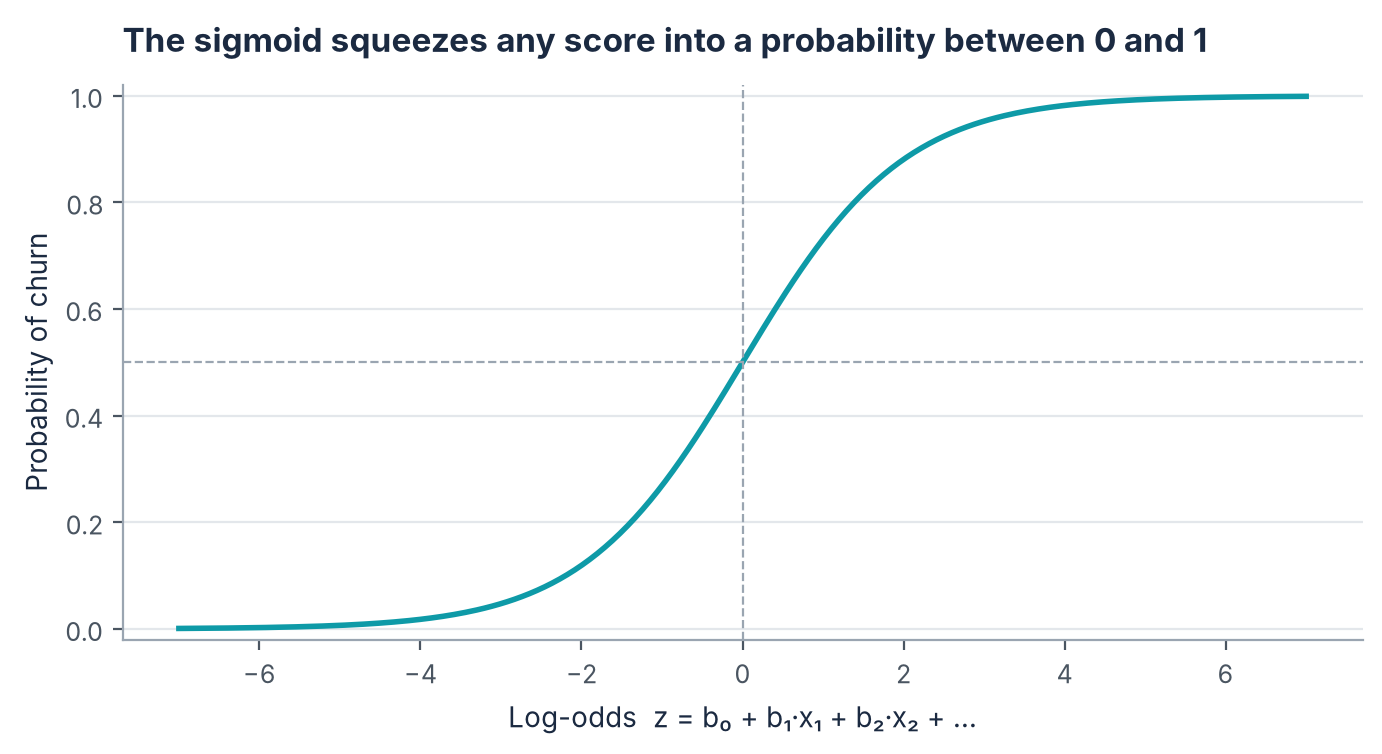 The sigmoid squeezes any score into a probability between 0 and 1
1.0
0.8
0.6
0.4
0.2
0.0
Probability of churn
−6 −4 −2 0 2 4 6
Log-odds z = b₀ + b₁·x₁ + b₂·x₂ + …